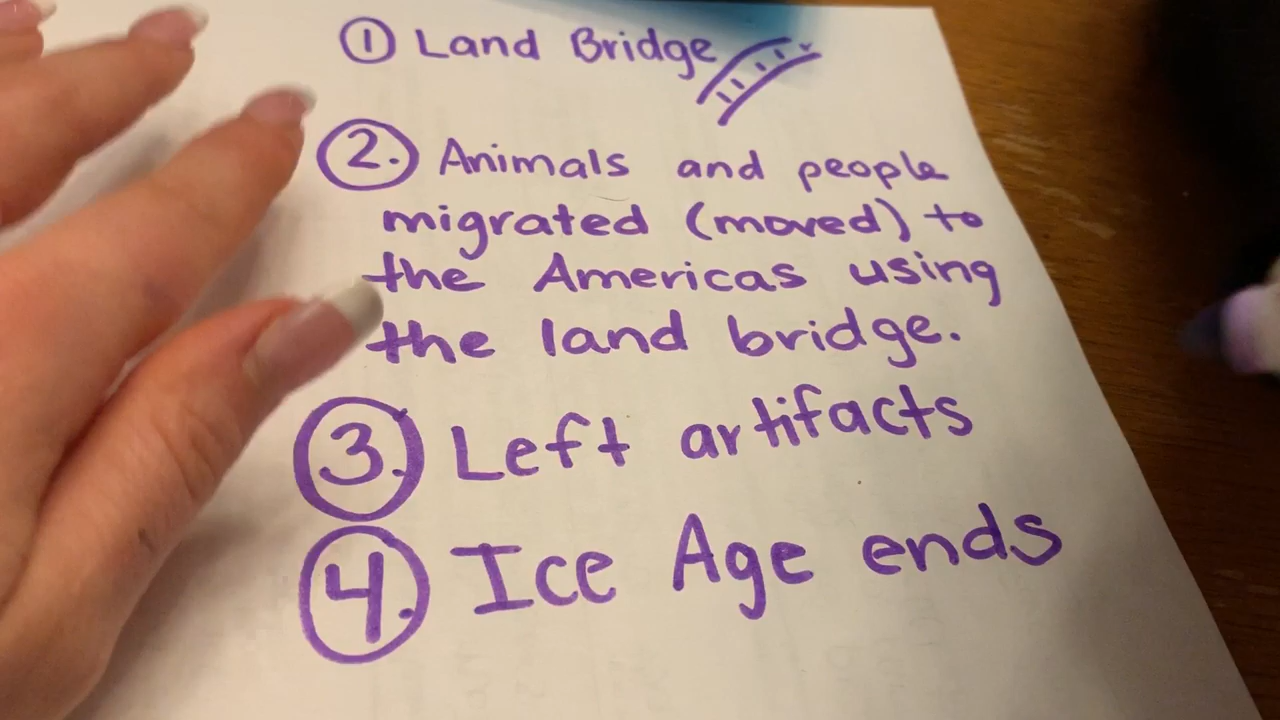 ① Land Bridge
2. Animals and people
migrated (moved) to
the Americas using
the land bridge.
3. Left artifacts
4. Ice Age ends